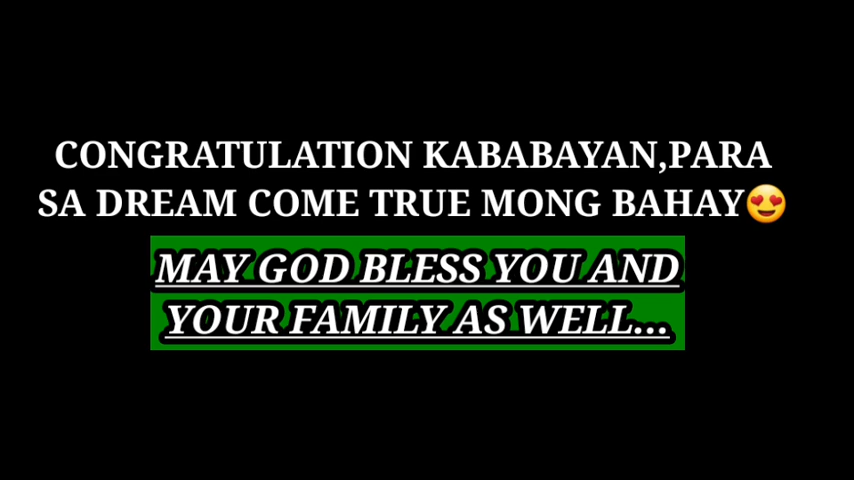 CONGRATULATION KABABAYAN,PARA
SA DREAM COME TRUE MONG BAHAY😍
MAY GOD BLESS YOU AND
YOUR FAMILY AS WELL...